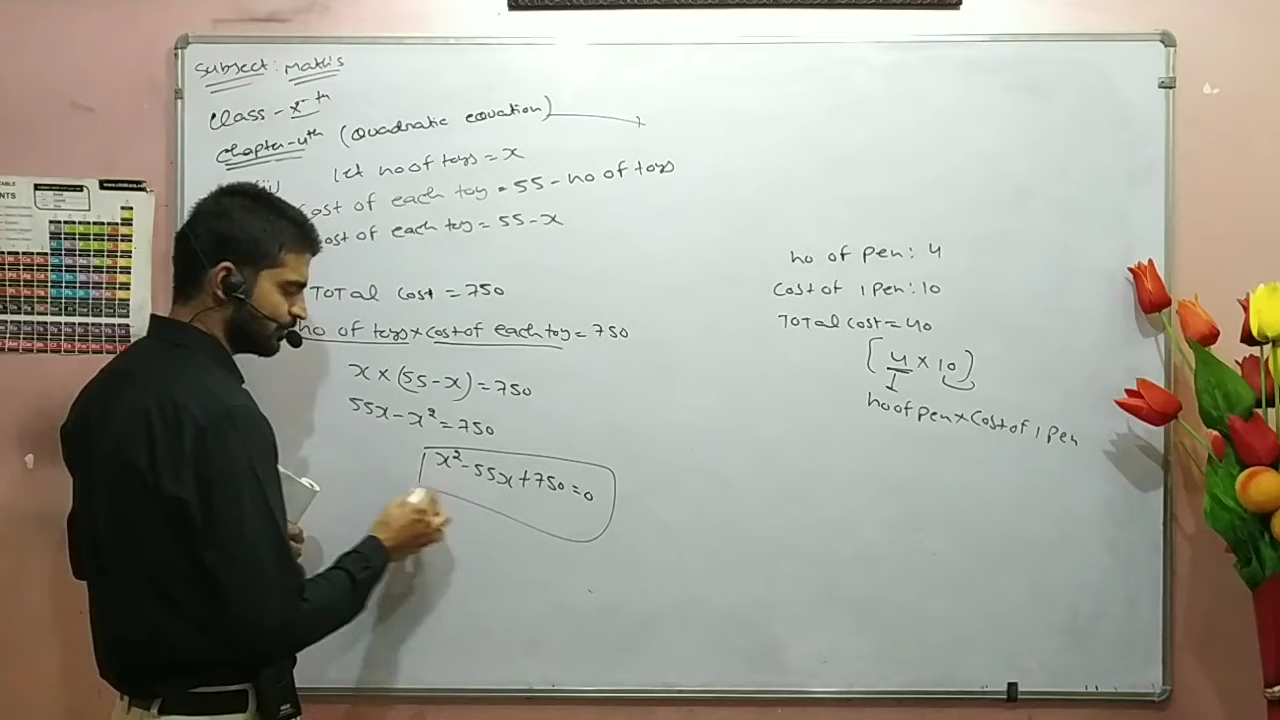 Subject: Maths
Class - X-th
Chapter-4th (Quadratic equation)
Let no of toys = x
Cost of each toy = 55 - no of toys
cost of each toy = 55-x
Total cost = 750
no of toys × cost of each toy = 750
x × (55-x) = 750
55x - x² = 750
x² - 55x + 750 = 0
no of pen: 4
Cost of 1 pen: 10
Total cost = 40
(4 × 10)
no of pen × Cost of 1 pen